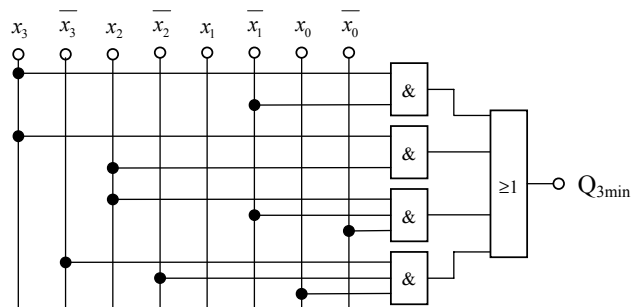 x₃ x̅₃ x₂ x̅₂ x₁ x̅₁ x₀ x̅₀
&
&
≥1
Q₃min
&
&